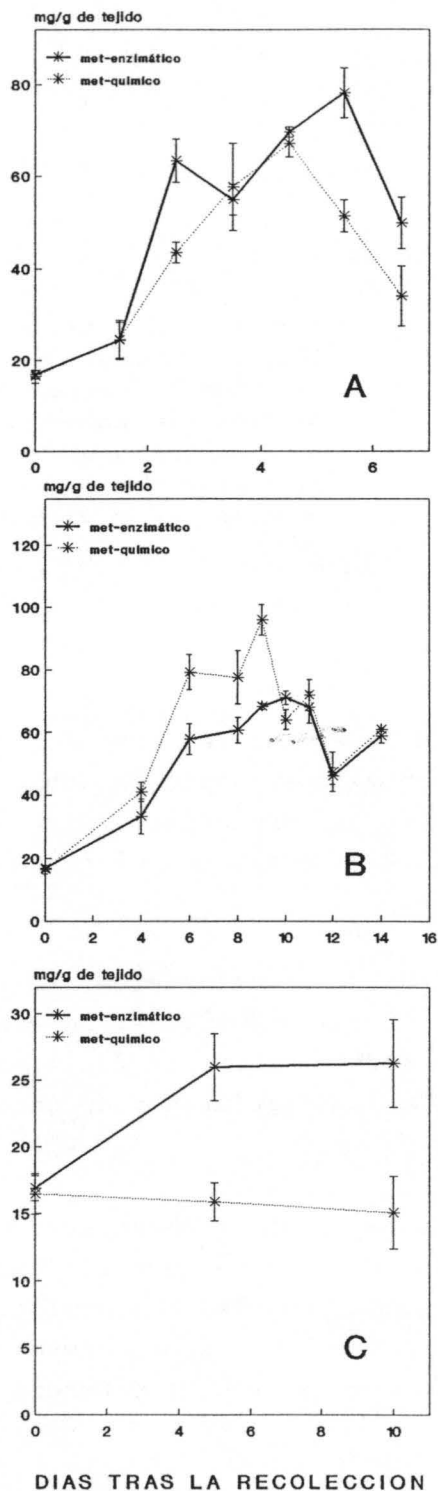 mg/g de tejido
met-enzimático
met-quimico
80
60
40
20
0
A
0 2 4 6
mg/g de tejido
met-enzimático
met-quimico
120
100
80
60
40
20
0
B
0 2 4 6 8 10 12 14 16
mg/g de tejido
met-enzimático
met-quimico
30
25
20
15
10
5
0
C
0 2 4 6 8 10
DIAS TRAS LA RECOLECCION